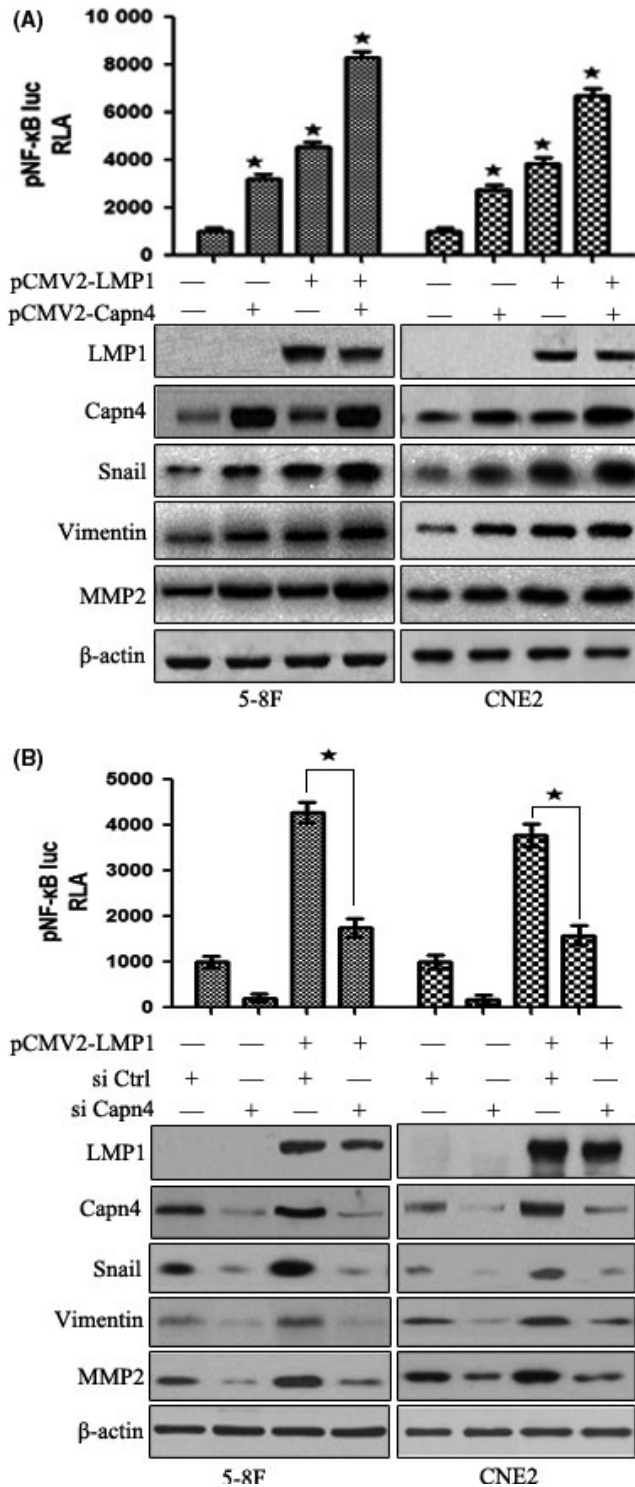 (A)
pNF-κB luc
RLA
10 000
8000
6000
4000
2000
0
★ ★ ★ ★ ★ ★
pCMV2-LMP1 — — + + — — + +
pCMV2-Capn4 — + — + — + — +
LMP1
Capn4
Snail
Vimentin
MMP2
β-actin
5-8F CNE2
(B)
pNF-κB luc
RLA
5000
4000
3000
2000
1000
0
★ ★
pCMV2-LMP1 — — + + — — + +
si Ctrl + — + — + — + —
si Capn4 — + — + — + — +
LMP1
Capn4
Snail
Vimentin
MMP2
β-actin
5-8F CNE2